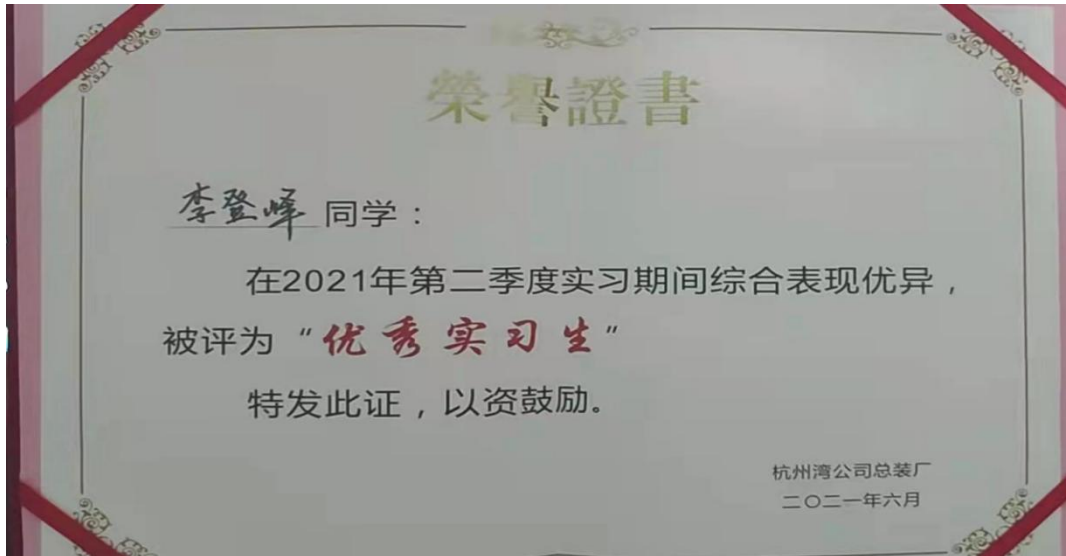 榮譽證書
李登峰同学：
在2021年第二季度实习期间综合表现优异，
被评为“优秀实习生”
特发此证，以资鼓励。
杭州湾公司总装厂
二〇二一年六月